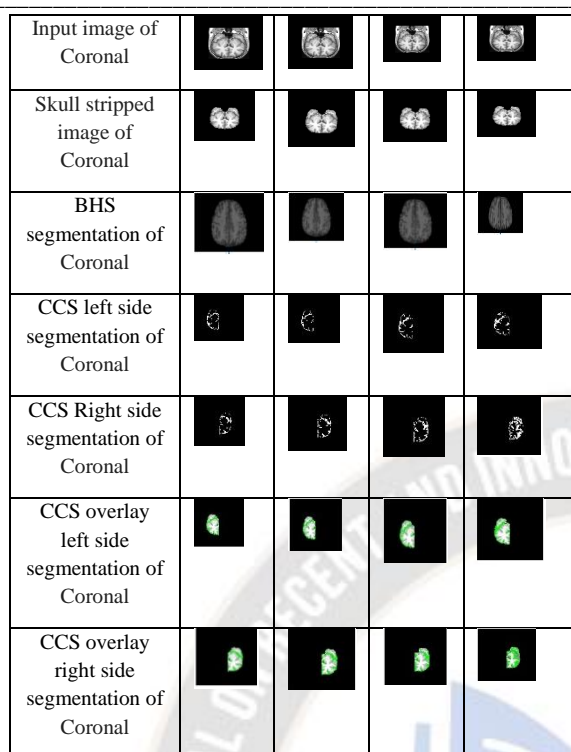 Input image of
Coronal
Skull stripped
image of
Coronal
BHS
segmentation of
Coronal
CCS left side
segmentation of
Coronal
CCS Right side
segmentation of
Coronal
CCS overlay
left side
segmentation of
Coronal
CCS overlay
right side
segmentation of
Coronal